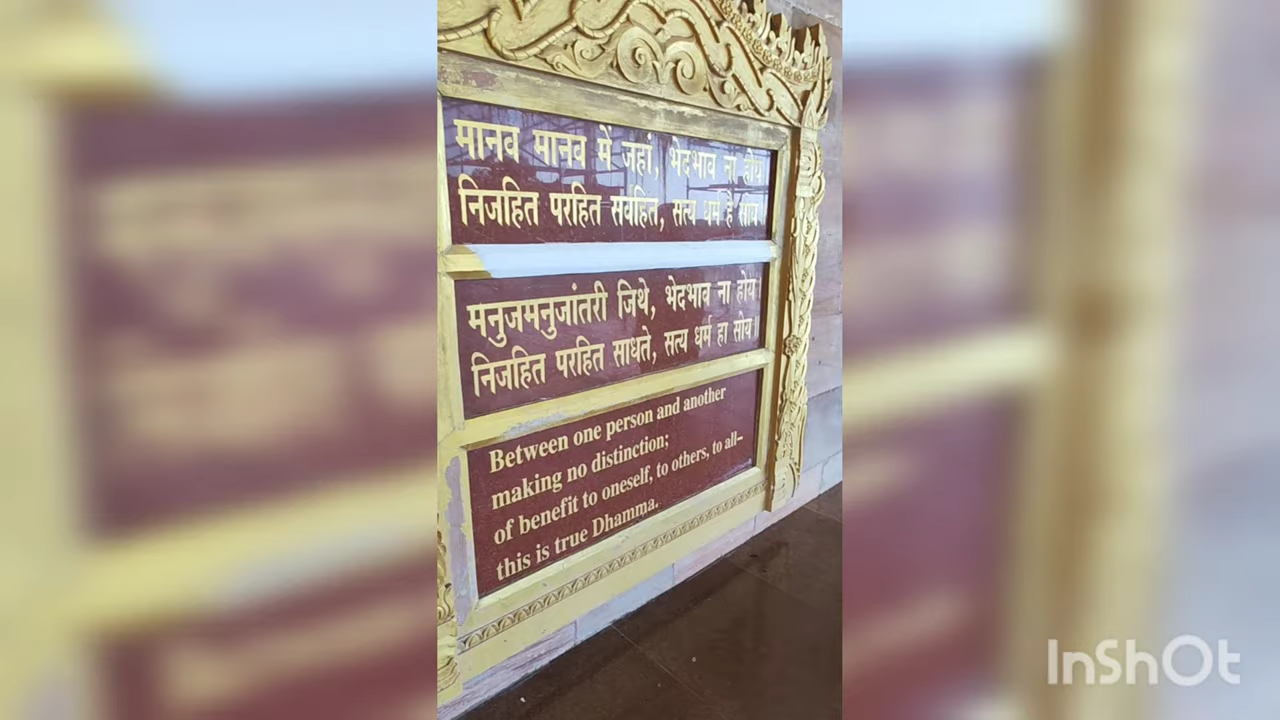 मानव मानव में जहां, भेदभाव ना होय
निजहित परहित सर्वहित, सत्य धर्म है सोय
मनुजमनुजांतरी जिथे, भेदभाव ना होय
निजहित परहित साधते, सत्य धर्म हा सोय।
Between one person and another
making no distinction;
of benefit to oneself, to others, to all–
this is true Dhamma.
InShOt